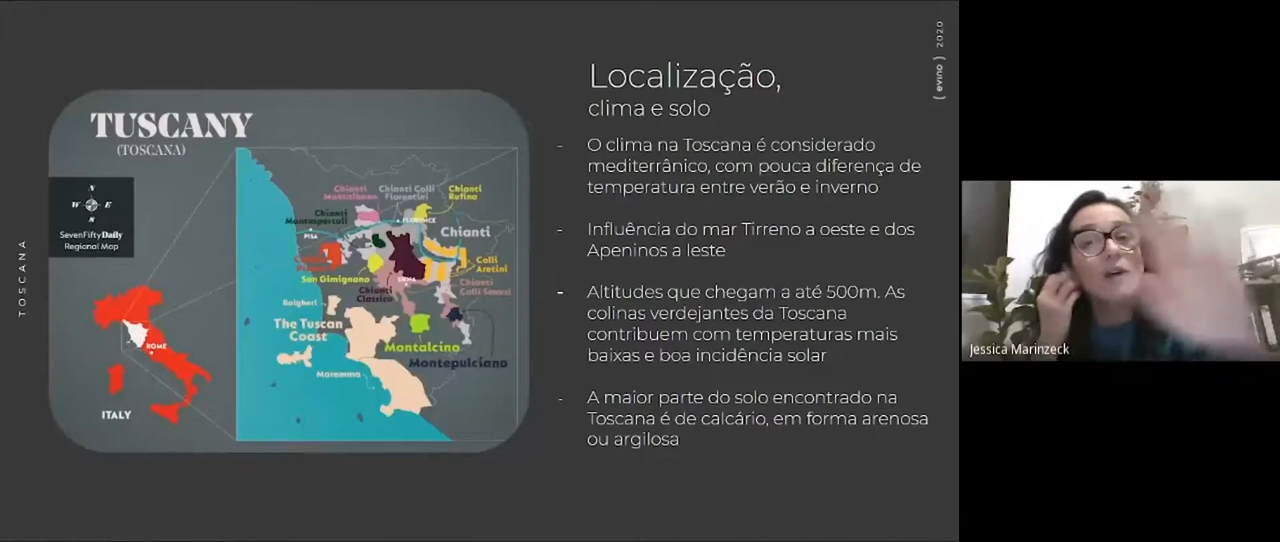 TUSCANY
(TOSCANA)
N
W E
S
SevenFiftyDaily
Regional Map
ROME
ITALY
Chianti
Montalbano
Chianti Colli
Fiorentini
Chianti
Rufina
Chianti
Montespertoli
FLORENCE
PISA
Chianti
San Gimignano
Colli
Aretini
SIENA
Chianti
Classico
Chianti
Colli Senesi
Bolgheri
The Tuscan
Coast
Montalcino
Montepulciano
Maremma
TOSCANA
Localização,
clima e solo
- O clima na Toscana é considerado
mediterrânico, com pouca diferença de
temperatura entre verão e inverno
- Influência do mar Tirreno a oeste e dos
Apeninos a leste
- Altitudes que chegam a até 500m. As
colinas verdejantes da Toscana
contribuem com temperaturas mais
baixas e boa incidência solar
- A maior parte do solo encontrado na
Toscana é de calcário, em forma arenosa
ou argilosa
( evino ) 2020
Jessica Marinzeck